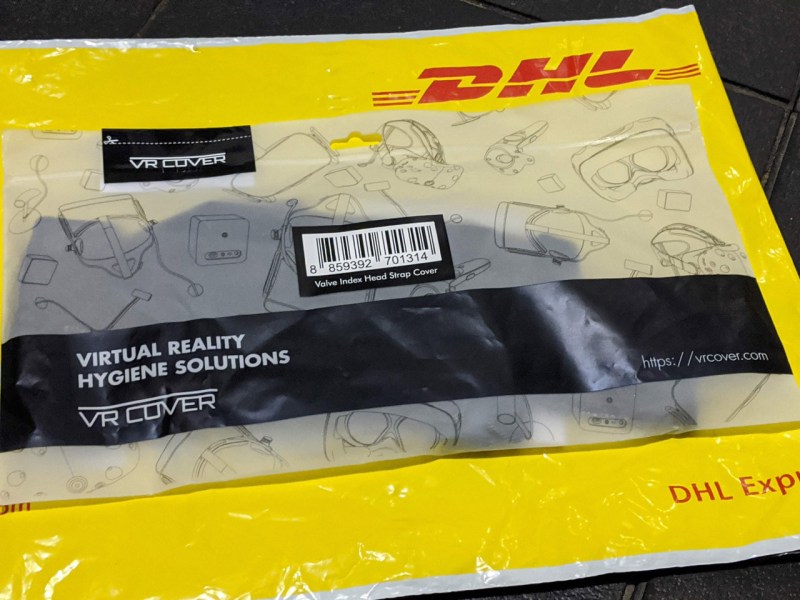 DHL
VR COVER
8 859392 701314
Valve Index Head Strap Cover
VIRTUAL REALITY
HYGIENE SOLUTIONS
https://vrcover.com
VR COVER
DHL